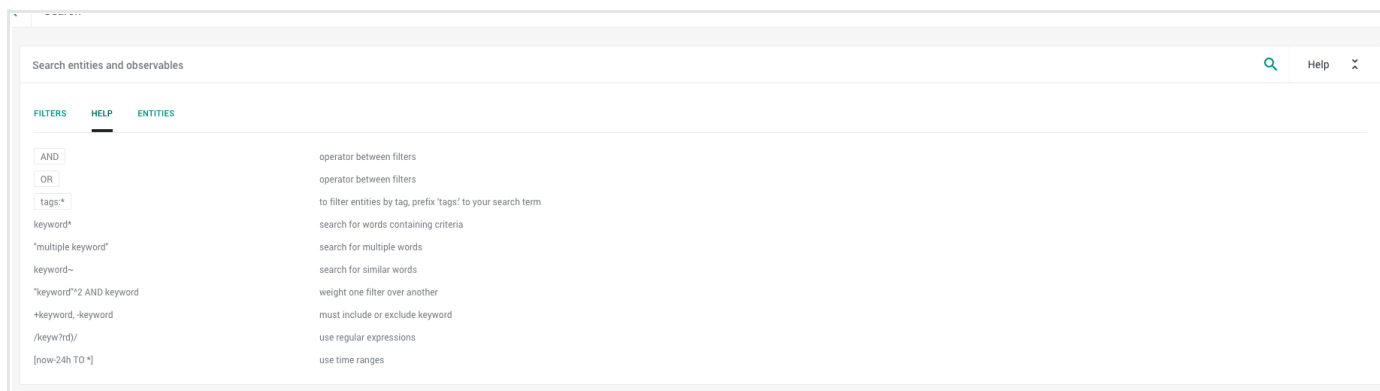 Search entities and observables Help
FILTERS HELP ENTITIES
AND operator between filters
OR operator between filters
tags:* to filter entities by tag, prefix 'tags:' to your search term
keyword* search for words containing criteria
"multiple keyword" search for multiple words
keyword~ search for similar words
"keyword"^2 AND keyword weight one filter over another
+keyword, -keyword must include or exclude keyword
/keyw?rd)/ use regular expressions
[now-24h TO *] use time ranges